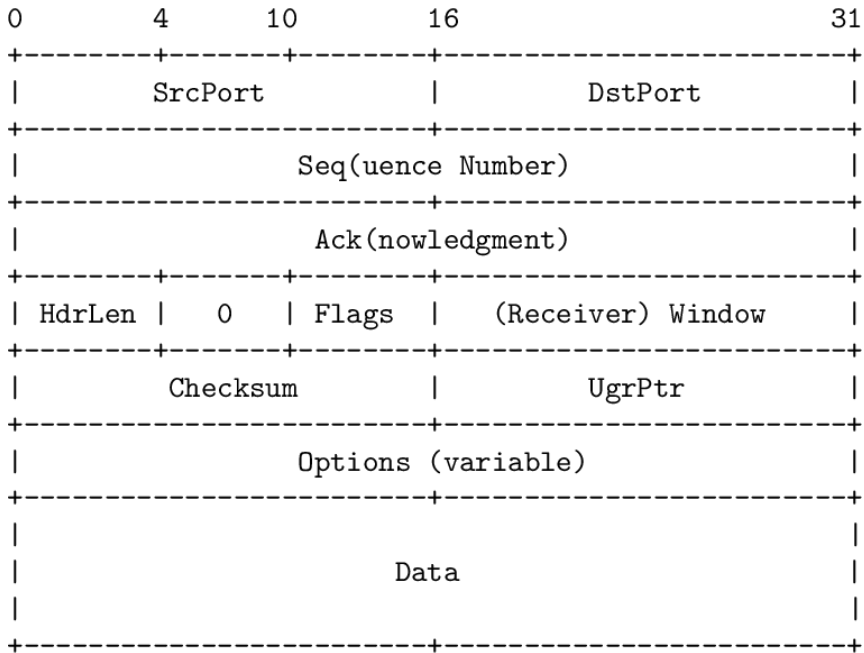 0 4 10 16 31
+--------+-------+--------+-------------------------+
| SrcPort | DstPort |
+-------------------------+-------------------------+
| Seq(uence Number) |
+-------------------------+-------------------------+
| Ack(nowledgment) |
+--------+-------+--------+-------------------------+
| HdrLen | 0 | Flags | (Receiver) Window |
+--------+-------+--------+-------------------------+
| Checksum | UgrPtr |
+-------------------------+-------------------------+
| Options (variable) |
+-------------------------+-------------------------+
| |
| Data |
| |
+-------------------------+-------------------------+